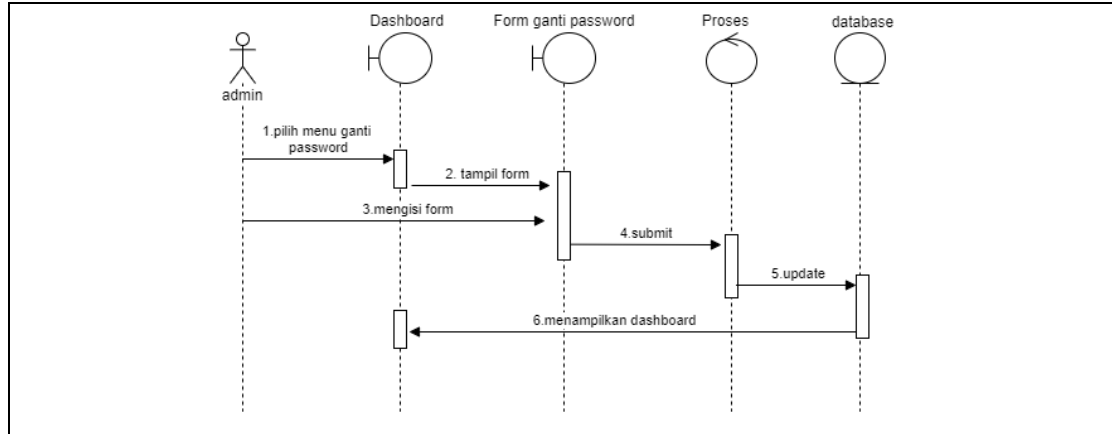 Dashboard
Form ganti password
Proses
database
admin
1.pilih menu ganti
password
2. tampil form
3.mengisi form
4.submit
5.update
6.menampilkan dashboard